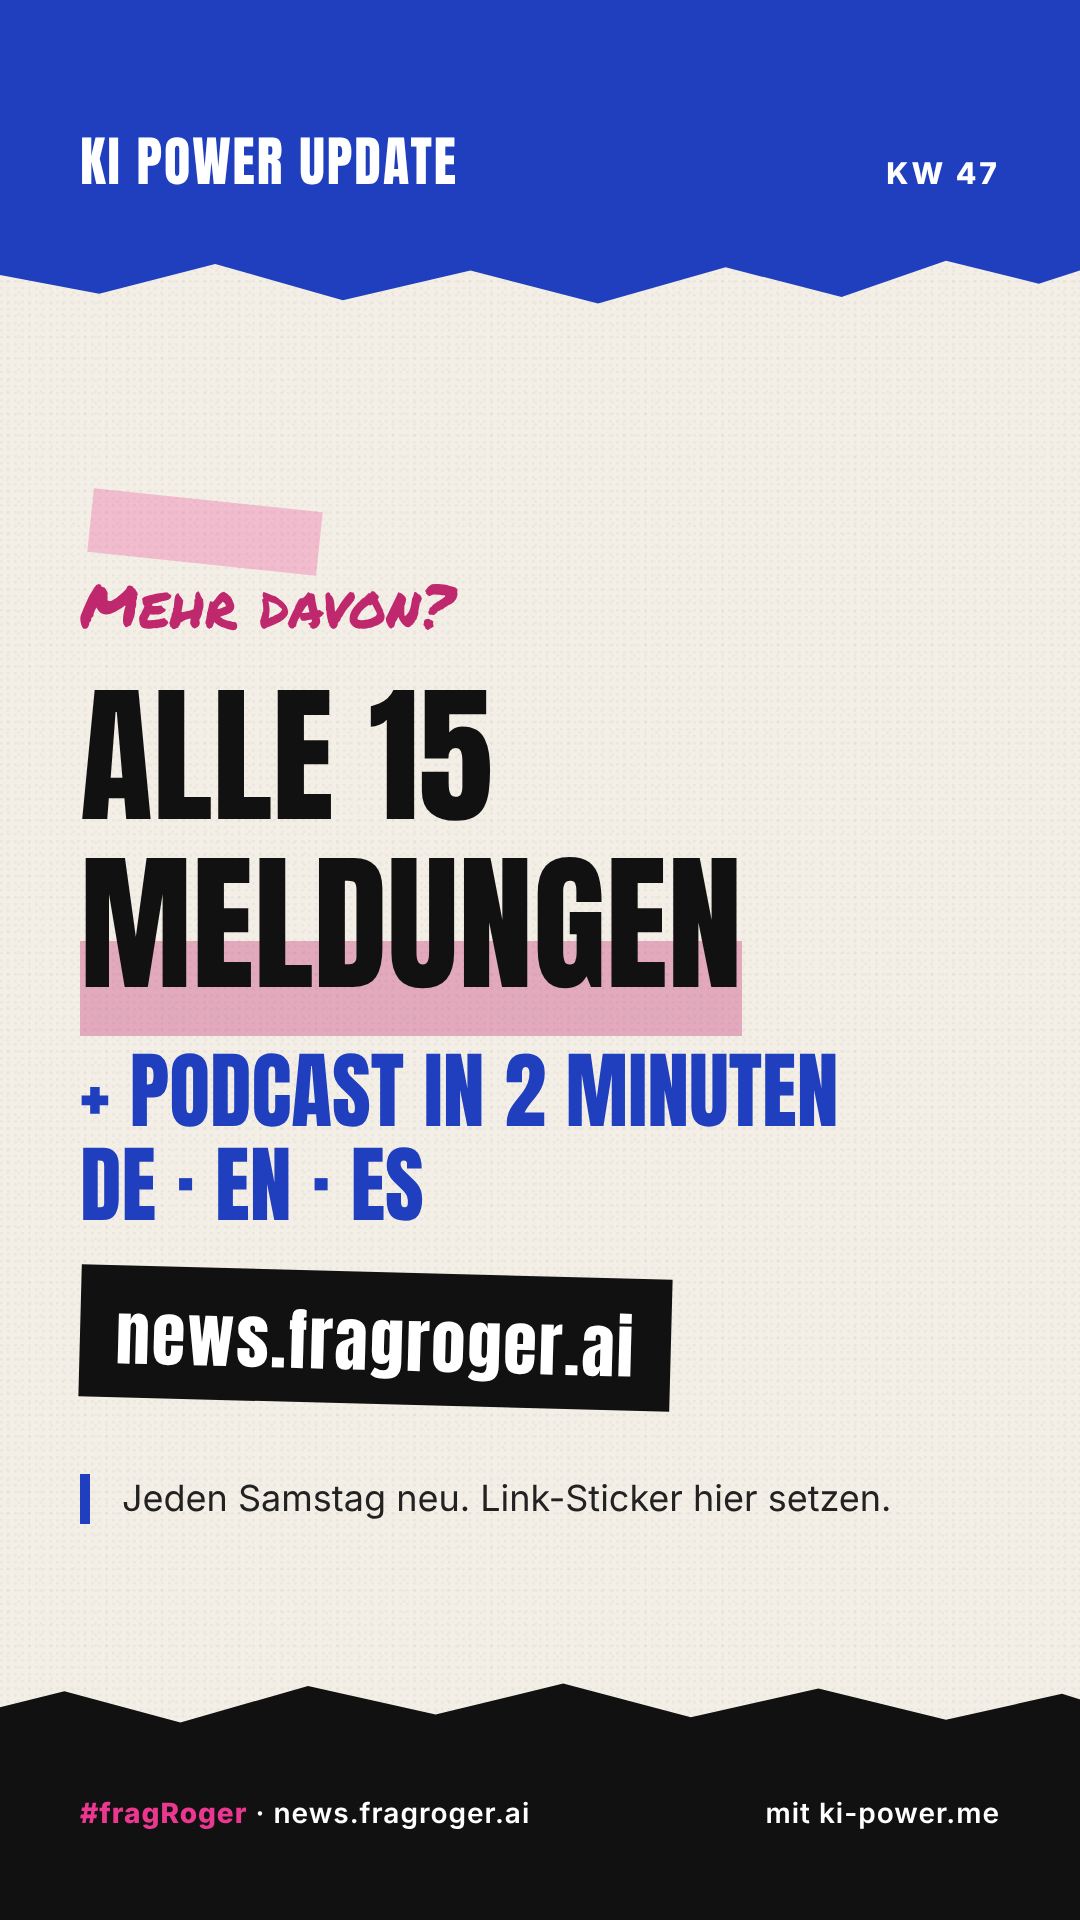 KI POWER UPDATE
KW 47
Mehr davon?
ALLE 15
MELDUNGEN
+ PODCAST IN 2 MINUTEN
DE · EN · ES
news.fragroger.ai
Jeden Samstag neu. Link-Sticker hier setzen.
#fragRoger · news.fragroger.ai
mit ki-power.me